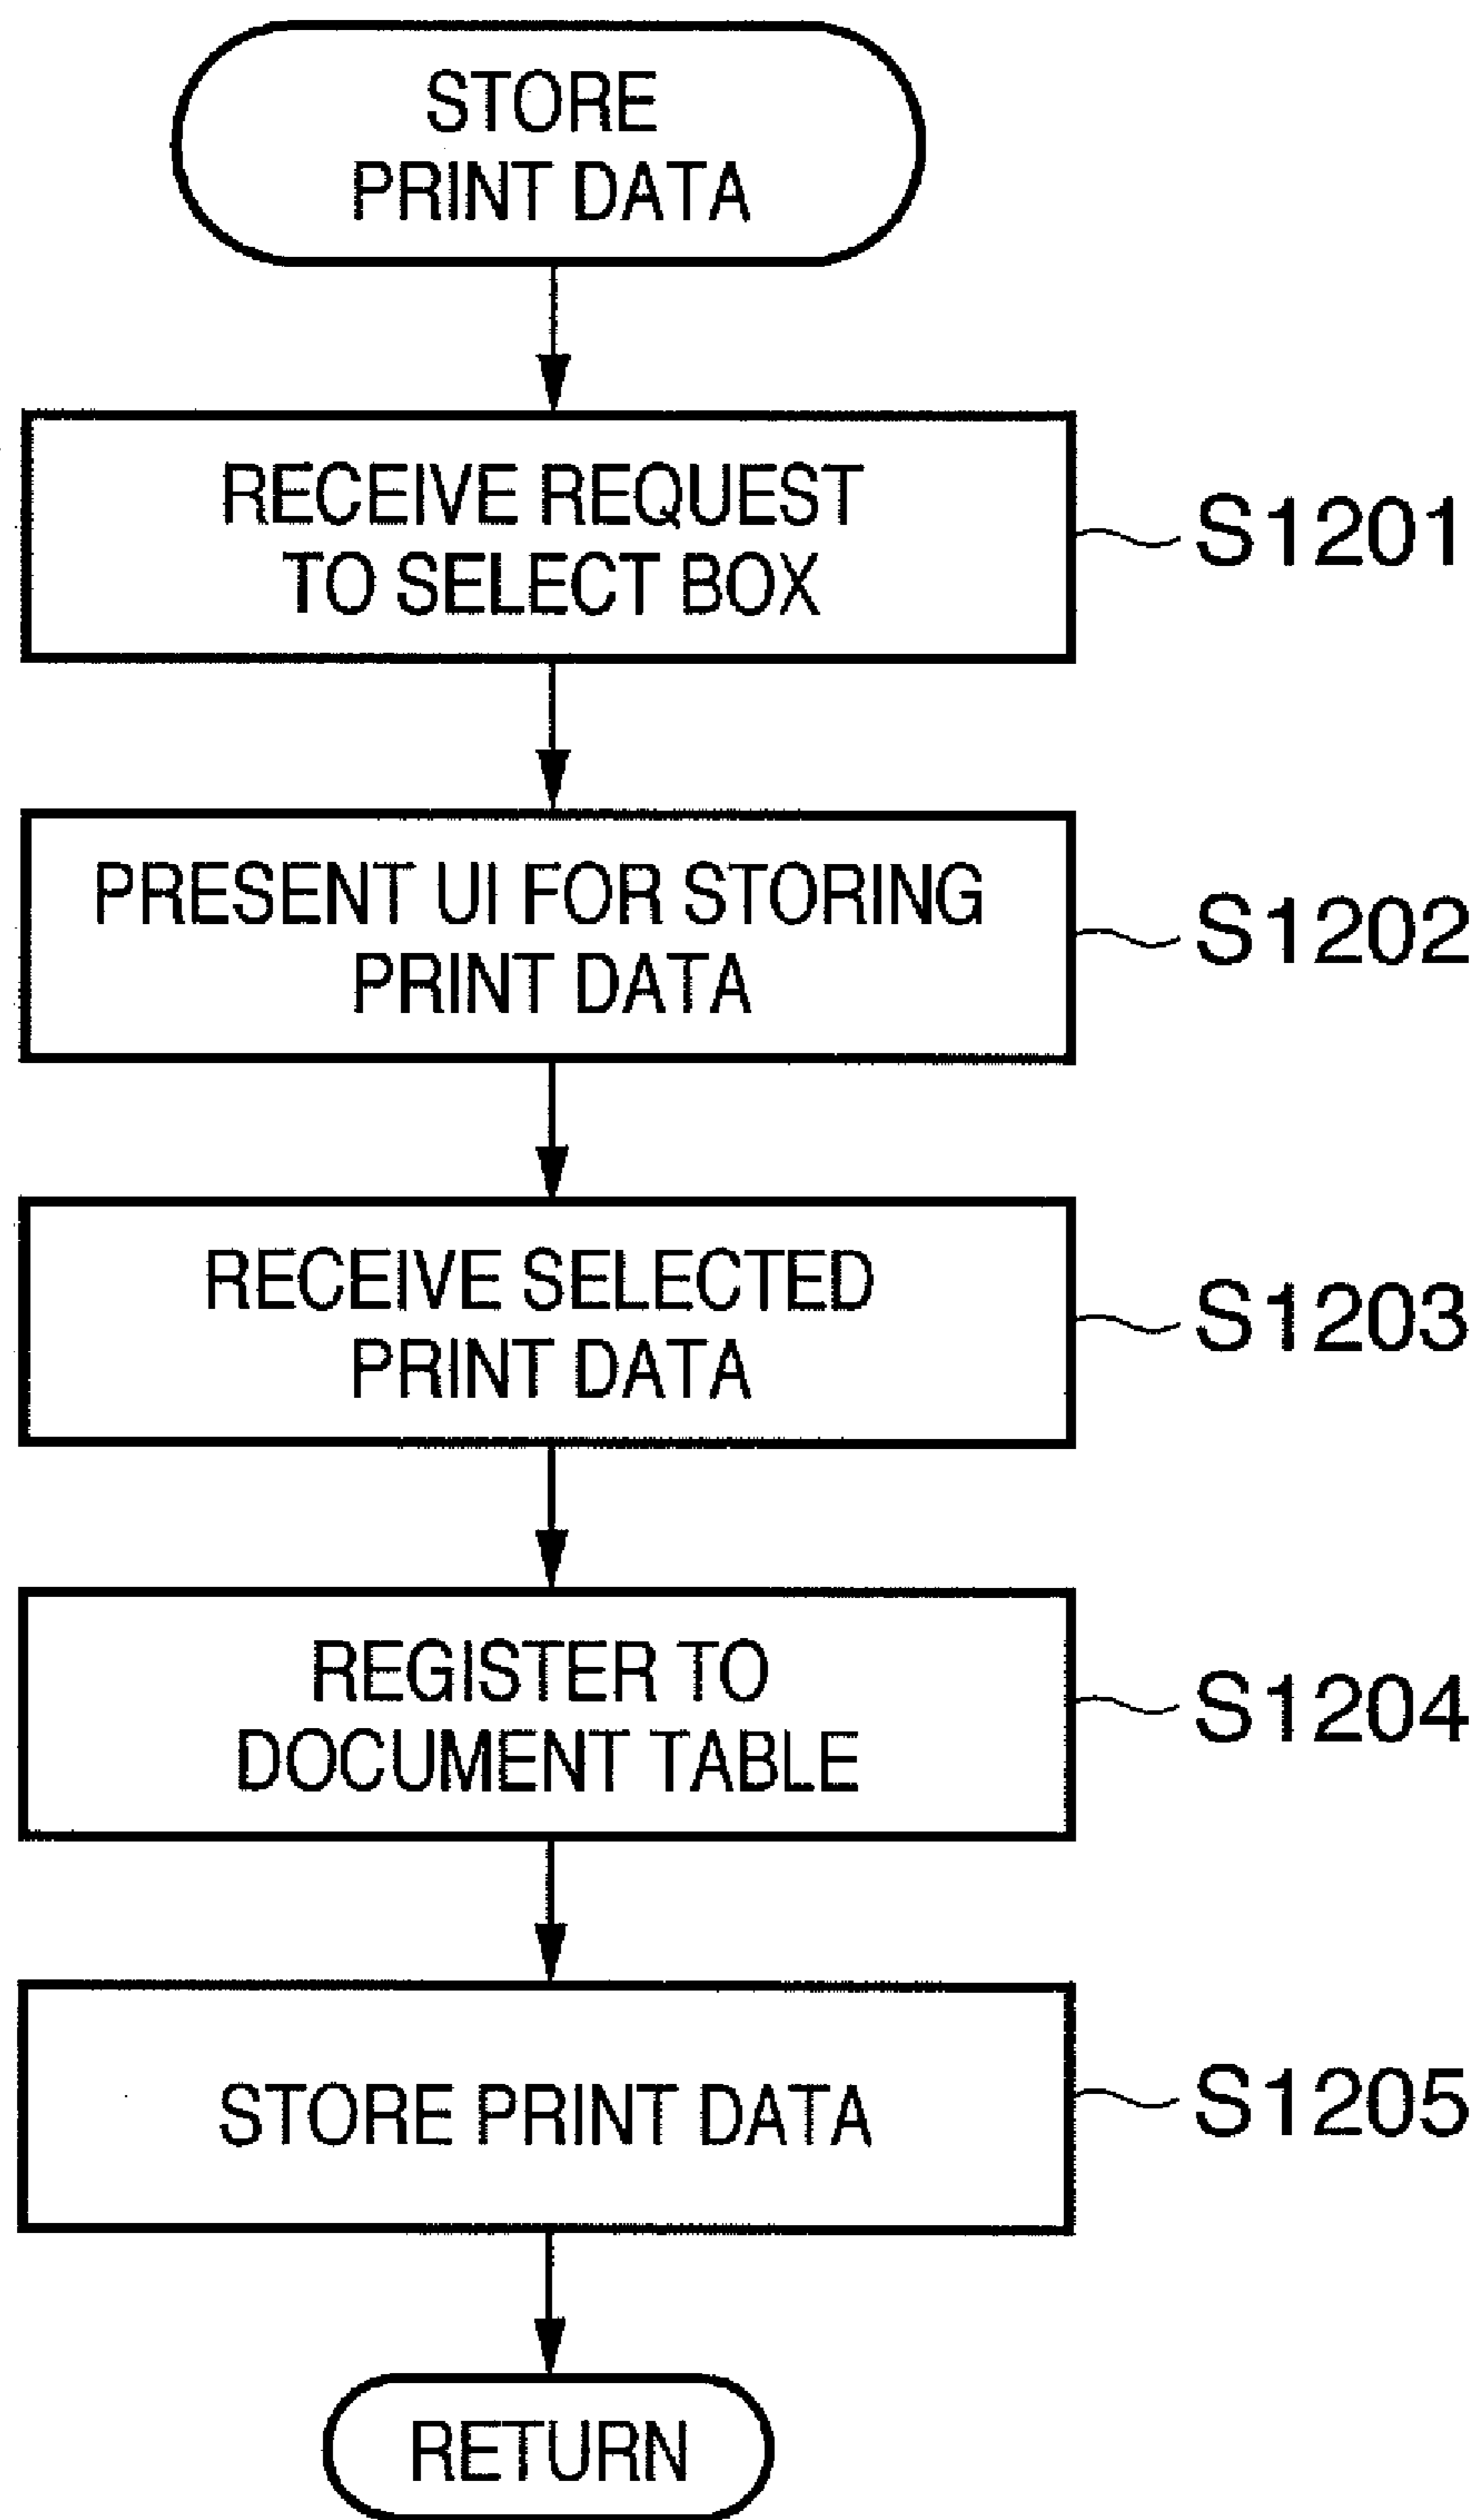 STORE
PRINT DATA
RECEIVE REQUEST
TO SELECT BOX
S1201
PRESENT UI FOR STORING
PRINT DATA
S1202
RECEIVE SELECTED
PRINT DATA
S1203
REGISTER TO
DOCUMENT TABLE
S1204
STORE PRINT DATA
S1205
RETURN